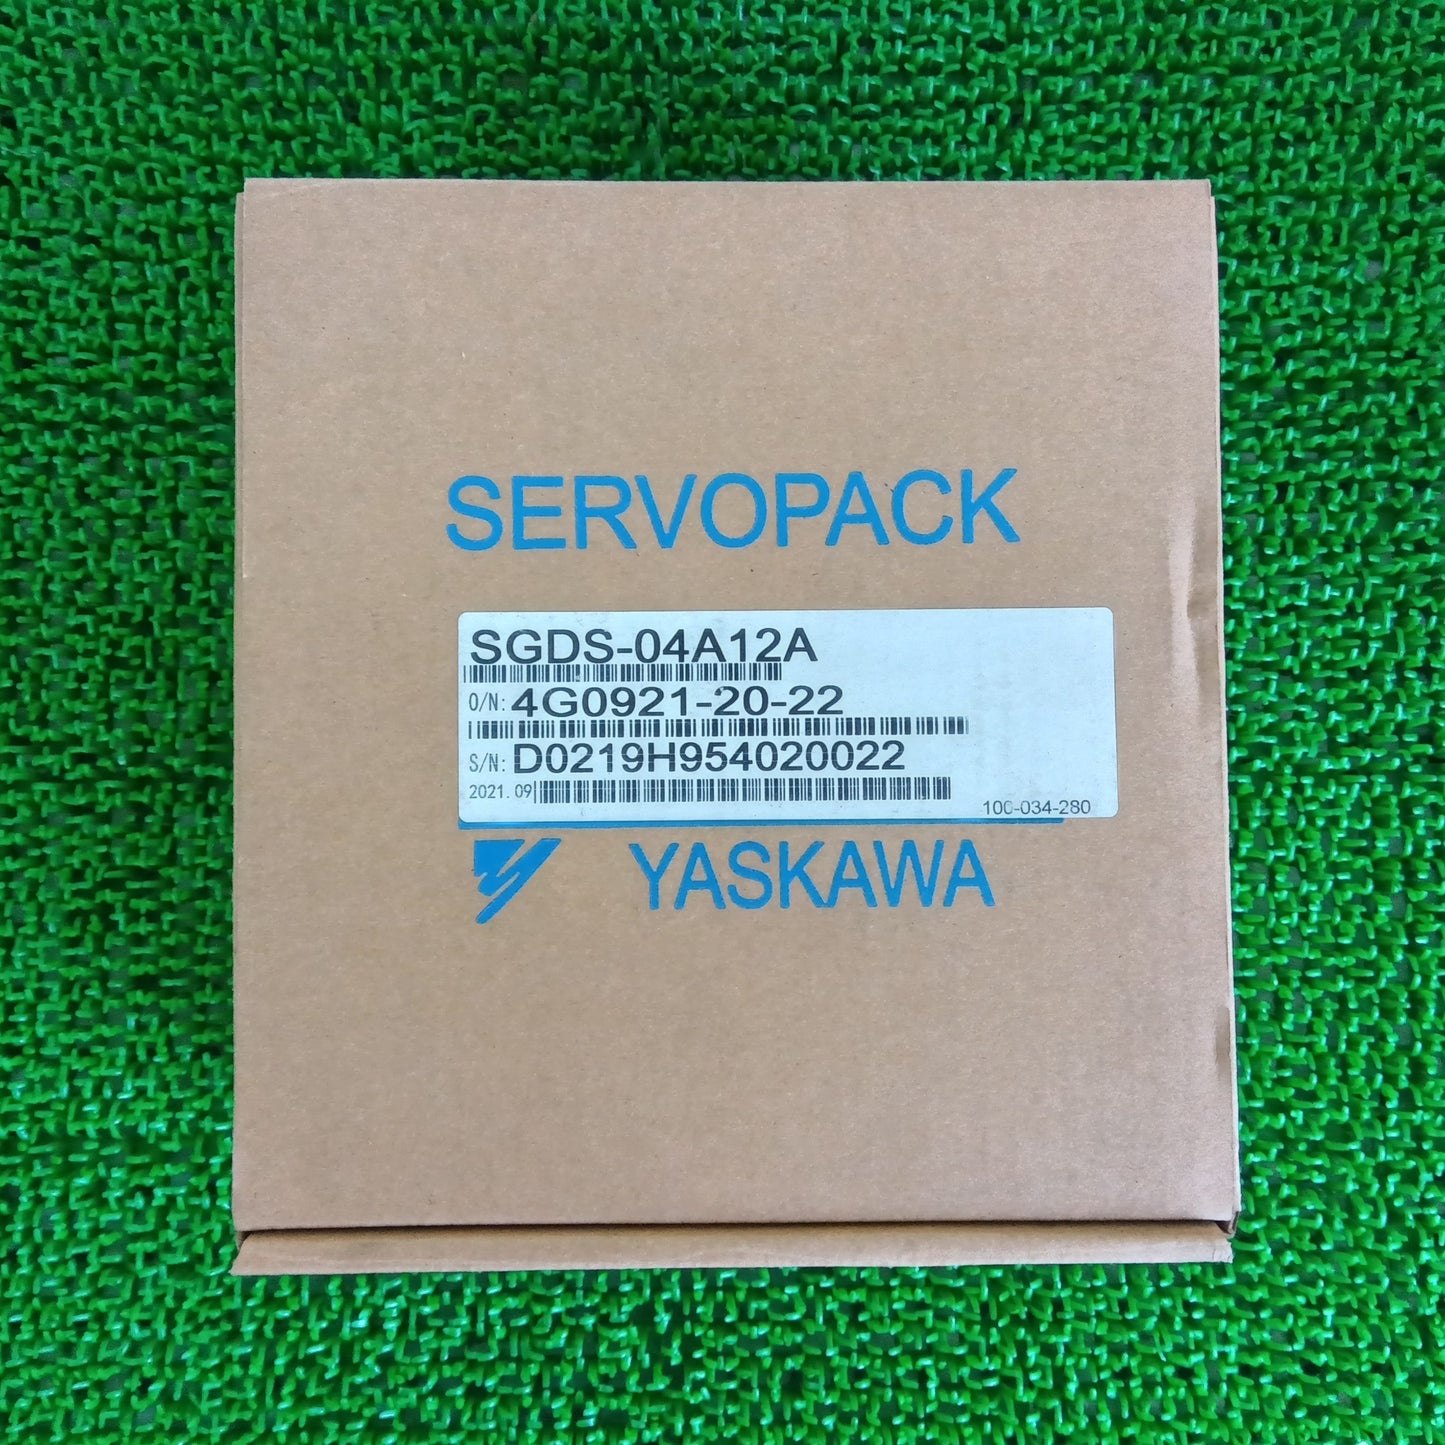 SERVOPACK
SGDS-04A12A
O/N: 4G0921-20-22
S/N: D0219H954020022
2021.09
100-034-280
YASKAWA